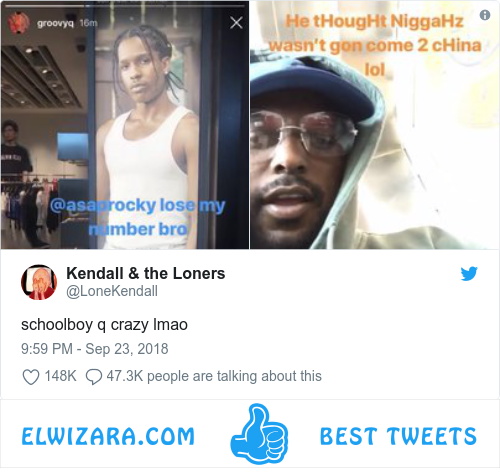 groovyq 16m
@asaprocky lose my
number bro
He tHougHt NiggaHz
wasn't gon come 2 cHina
lol
Kendall & the Loners
@LoneKendall
schoolboy q crazy lmao
9:59 PM - Sep 23, 2018
148K 47.3K people are talking about this
ELWIZARA.COM
BEST TWEETS